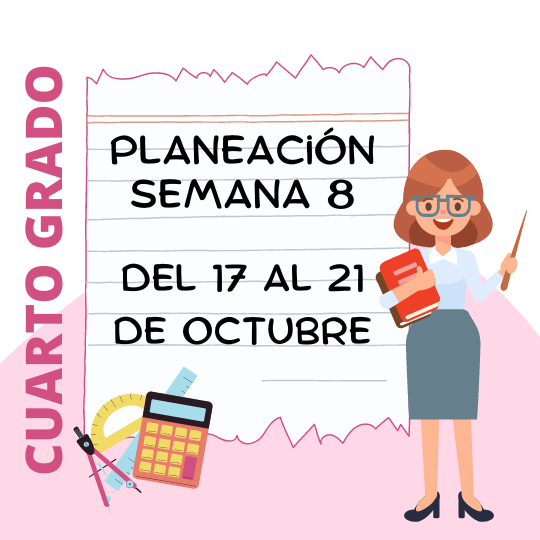 CUARTO GRADO
PLANEACIÓN
SEMANA 8
DEL 17 AL 21
DE OCTUBRE